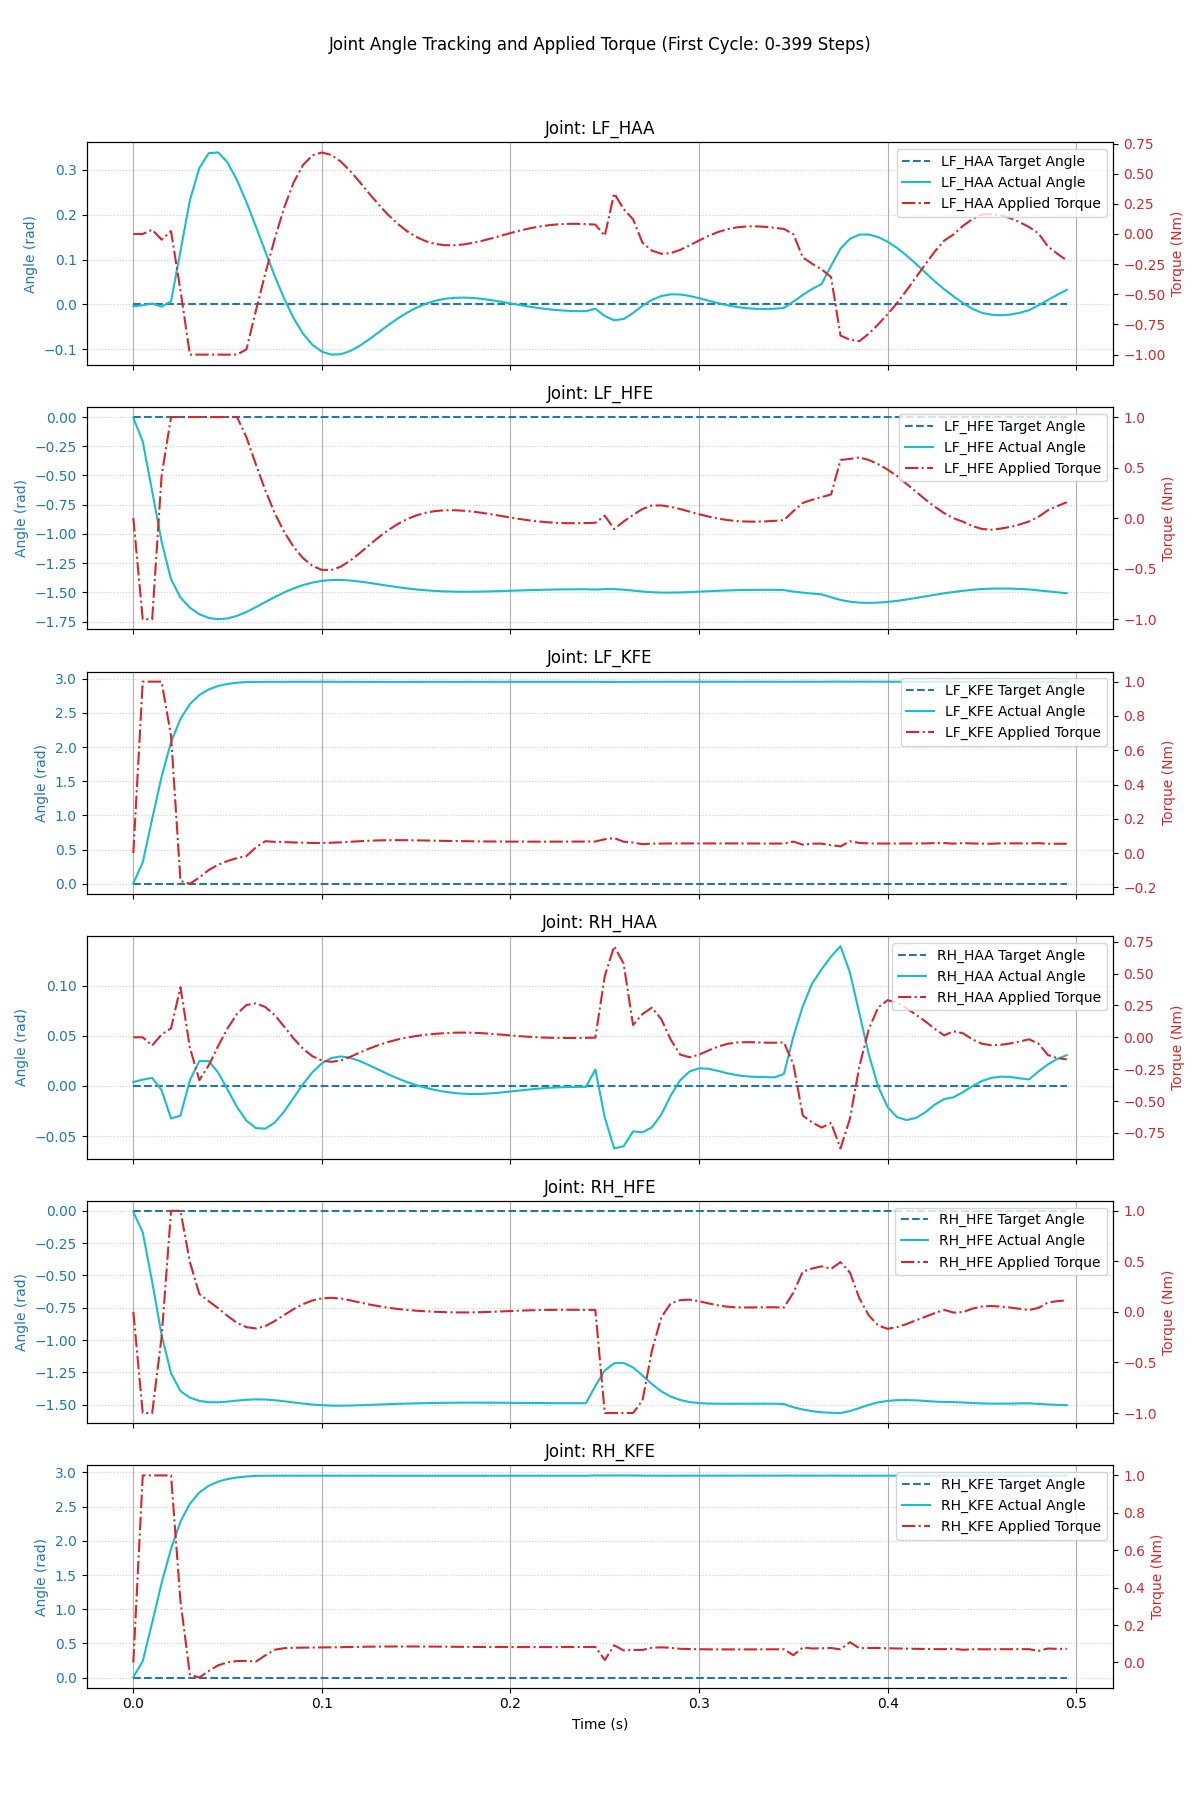 Joint Angle Tracking and Applied Torque (First Cycle: 0-399 Steps)
Joint: LF_HAA
Angle (rad)
0.3
0.2
0.1
0.0
−0.1
LF_HAA Target Angle
LF_HAA Actual Angle
LF_HAA Applied Torque
0.75
0.50
0.25
0.00
−0.25
−0.50
−0.75
−1.00
Torque (Nm)
Joint: LF_HFE
Angle (rad)
0.00
−0.25
−0.50
−0.75
−1.00
−1.25
−1.50
−1.75
LF_HFE Target Angle
LF_HFE Actual Angle
LF_HFE Applied Torque
1.0
0.5
0.0
−0.5
−1.0
Torque (Nm)
Joint: LF_KFE
Angle (rad)
3.0
2.5
2.0
1.5
1.0
0.5
0.0
LF_KFE Target Angle
LF_KFE Actual Angle
LF_KFE Applied Torque
1.0
0.8
0.6
0.4
0.2
0.0
−0.2
Torque (Nm)
Joint: RH_HAA
Angle (rad)
0.10
0.05
0.00
−0.05
RH_HAA Target Angle
RH_HAA Actual Angle
RH_HAA Applied Torque
0.75
0.50
0.25
0.00
−0.25
−0.50
−0.75
Torque (Nm)
Joint: RH_HFE
Angle (rad)
0.00
−0.25
−0.50
−0.75
−1.00
−1.25
−1.50
RH_HFE Target Angle
RH_HFE Actual Angle
RH_HFE Applied Torque
1.0
0.5
0.0
−0.5
−1.0
Torque (Nm)
Joint: RH_KFE
Angle (rad)
3.0
2.5
2.0
1.5
1.0
0.5
0.0
RH_KFE Target Angle
RH_KFE Actual Angle
RH_KFE Applied Torque
1.0
0.8
0.6
0.4
0.2
0.0
Torque (Nm)
0.0 0.1 0.2 0.3 0.4 0.5
Time (s)